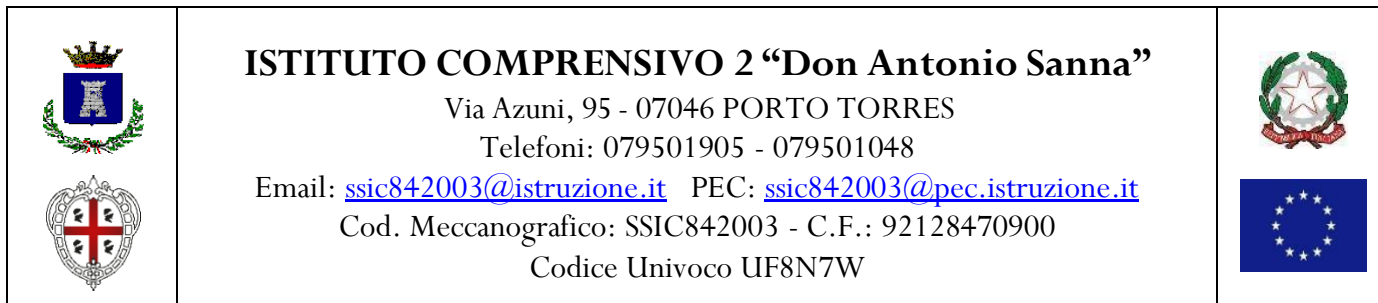 ISTITUTO COMPRENSIVO 2 “Don Antonio Sanna”
Via Azuni, 95 - 07046 PORTO TORRES
Telefoni: 079501905 - 079501048
Email: ssic842003@istruzione.it PEC: ssic842003@pec.istruzione.it
Cod. Meccanografico: SSIC842003 - C.F.: 92128470900
Codice Univoco UF8N7W